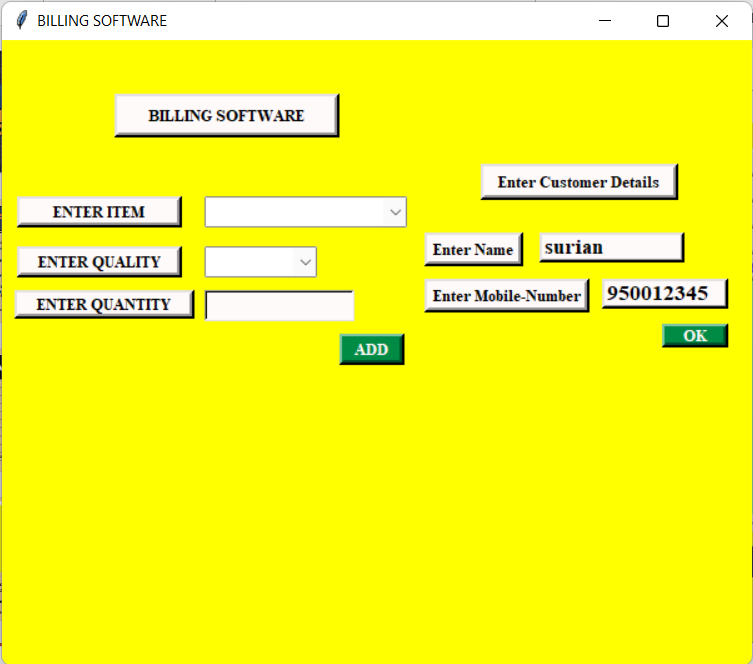 BILLING SOFTWARE
BILLING SOFTWARE
Enter Customer Details
ENTER ITEM
ENTER QUALITY
Enter Name surian
ENTER QUANTITY
Enter Mobile-Number 950012345
OK
ADD